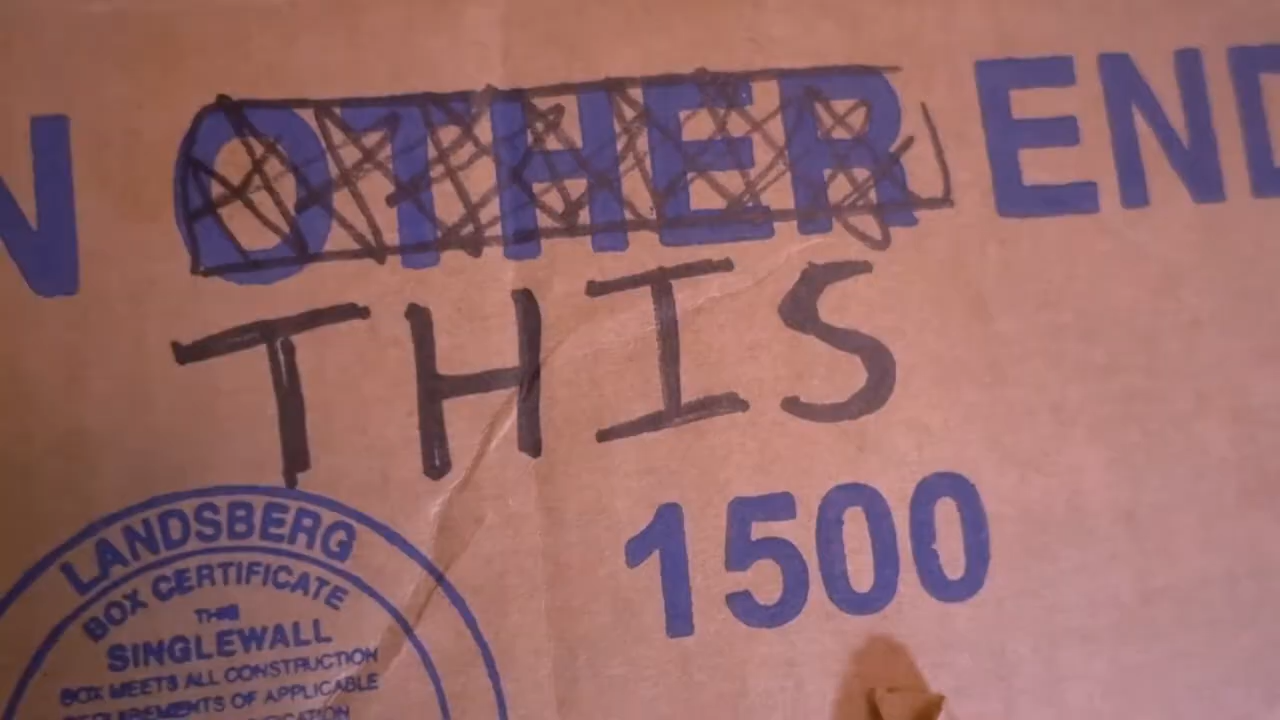 OTHER END
THIS
1500
LANDSBERG
BOX CERTIFICATE
THIS
SINGLEWALL
BOX MEETS ALL CONSTRUCTION
REQUIREMENTS OF APPLICABLE